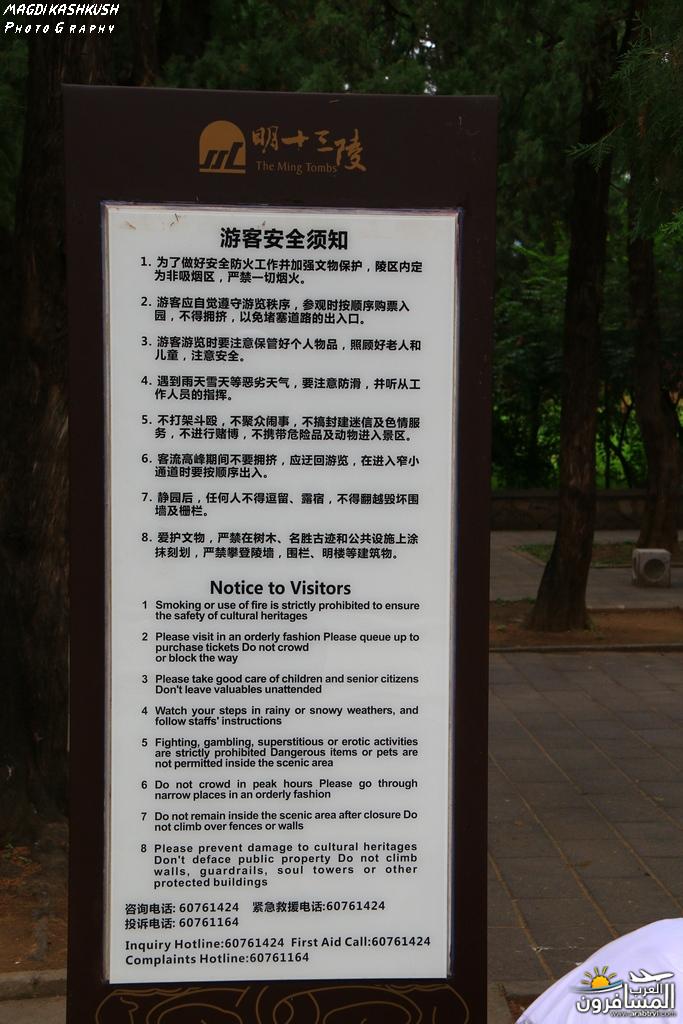 MAGDI KASHKUSH
PHOTOGRAPHY
明十三陵
The Ming Tombs
游客安全须知
1. 为了做好安全防火工作并加强文物保护，陵区内定
为非吸烟区，严禁一切烟火。
2. 游客应自觉遵守游览秩序，参观时按顺序购票入
园，不得拥挤，以免堵塞道路的出入口。
3. 游客游览时要注意保管好个人物品，照顾好老人和
儿童，注意安全。
4. 遇到雨天雪天等恶劣天气，要注意防滑，并听从工
作人员的指挥。
5. 不打架斗殴，不聚众闹事，不搞封建迷信及色情服
务，不进行赌博，不携带危险品及动物进入景区。
6. 客流高峰期间不要拥挤，应迂回游览，在进入窄小
通道时要按顺序出入。
7. 静园后，任何人不得逗留、露宿，不得翻越毁坏围
墙及栅栏。
8. 爱护文物，严禁在树木、名胜古迹和公共设施上涂
抹刻划，严禁攀登陵墙，围栏、明楼等建筑物。
Notice to Visitors
1 Smoking or use of fire is strictly prohibited to ensure
the safety of cultural heritages
2 Please visit in an orderly fashion Please queue up to
purchase tickets Do not crowd
or block the way
3 Please take good care of children and senior citizens
Don't leave valuables unattended
4 Watch your steps in rainy or snowy weathers, and
follow staffs' instructions
5 Fighting, gambling, superstitious or erotic activities
are strictly prohibited Dangerous items or pets are
not permitted inside the scenic area
6 Do not crowd in peak hours Please go through
narrow places in an orderly fashion
7 Do not remain inside the scenic area after closure Do
not climb over fences or walls
8 Please prevent damage to cultural heritages
Don't deface public property Do not climb
walls, guardrails, soul towers or other
protected buildings
咨询电话: 60761424 紧急救援电话:60761424
投诉电话: 60761164
Inquiry Hotline:60761424 First Aid Call:60761424
Complaints Hotline:60761164
العرب
المسافرون
www.arabtrvl.com